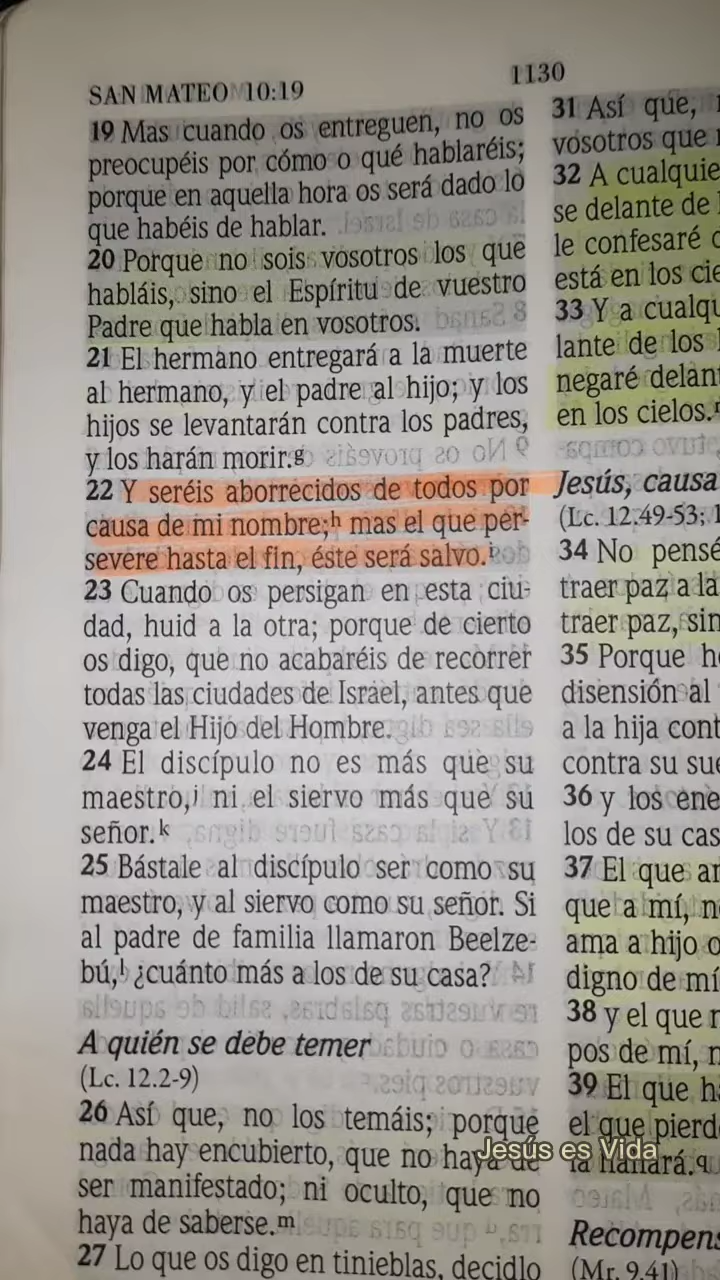 SAN MATEO 10:19
1130
19 Mas cuando os entreguen, no os
preocupéis por cómo o qué hablaréis;
porque en aquella hora os será dado lo
que habéis de hablar.
20 Porque no sois vosotros los que
habláis, sino el Espíritu de vuestro
Padre que habla en vosotros.
21 El hermano entregará a la muerte
al hermano, y el padre al hijo; y los
hijos se levantarán contra los padres,
y los harán morir.g
22 Y seréis aborrecidos de todos por
causa de mi nombre;h mas el que per-
severe hasta el fin, éste será salvo.i
23 Cuando os persigan en esta ciu-
dad, huid a la otra; porque de cierto
os digo, que no acabaréis de recorrer
todas las ciudades de Israel, antes que
venga el Hijo del Hombre.
24 El discípulo no es más que su
maestro,j ni el siervo más que su
señor.k
25 Bástale al discípulo ser como su
maestro, y al siervo como su señor. Si
al padre de familia llamaron Beelze-
bú,l ¿cuánto más a los de su casa?
A quién se debe temer
(Lc. 12.2-9)
26 Así que, no los temáis; porque
nada hay encubierto, que no haya de
ser manifestado; ni oculto, que no
haya de saberse.m
27 Lo que os digo en tinieblas, decidlo
31 Así que,
vosotros que
32 A cualquie
se delante de
le confesaré
está en los cie
33 Y a cualqu
lante de los
negaré delan
en los cielos.
Jesús, causa
(Lc. 12.49-53;
34 No pensé
traer paz a la
traer paz, sin
35 Porque he
disensión al
a la hija cont
contra su sue
36 y los ene
los de su cas
37 El que am
que a mí, n
ama a hijo o
digno de mí
38 y el que
pos de mí, n
39 El que ha
el que pierd
la hallará.q
Recompens
(Mr. 9.41)
Jesús es Vida